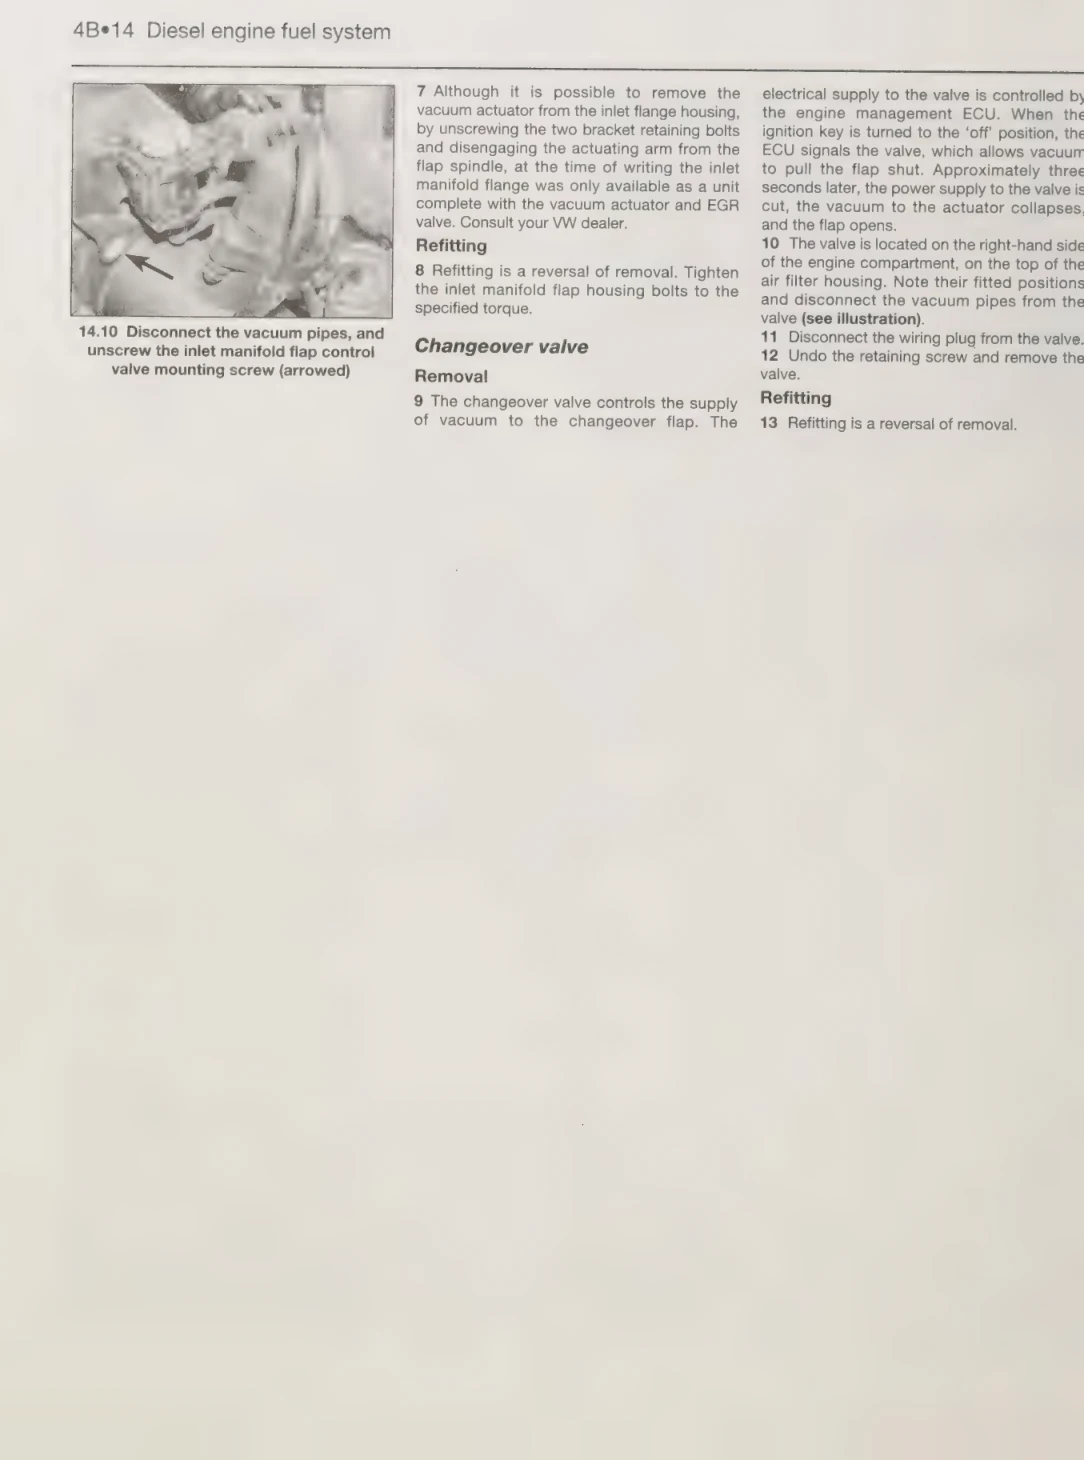 4B•14 Diesel engine fuel system
14.10 Disconnect the vacuum pipes, and
unscrew the inlet manifold flap control
valve mounting screw (arrowed)
7 Although it is possible to remove the
vacuum actuator from the inlet flange housing,
by unscrewing the two bracket retaining bolts
and disengaging the actuating arm from the
flap spindle, at the time of writing the inlet
manifold flange was only available as a unit
complete with the vacuum actuator and EGR
valve. Consult your VW dealer.
Refitting
8 Refitting is a reversal of removal. Tighten
the inlet manifold flap housing bolts to the
specified torque.
Changeover valve
Removal
9 The changeover valve controls the supply
of vacuum to the changeover flap. The
electrical supply to the valve is controlled by
the engine management ECU. When the
ignition key is turned to the 'off' position, the
ECU signals the valve, which allows vacuum
to pull the flap shut. Approximately three
seconds later, the power supply to the valve is
cut, the vacuum to the actuator collapses,
and the flap opens.
10 The valve is located on the right-hand side
of the engine compartment, on the top of the
air filter housing. Note their fitted positions
and disconnect the vacuum pipes from the
valve (see illustration).
11 Disconnect the wiring plug from the valve.
12 Undo the retaining screw and remove the
valve.
Refitting
13 Refitting is a reversal of removal.